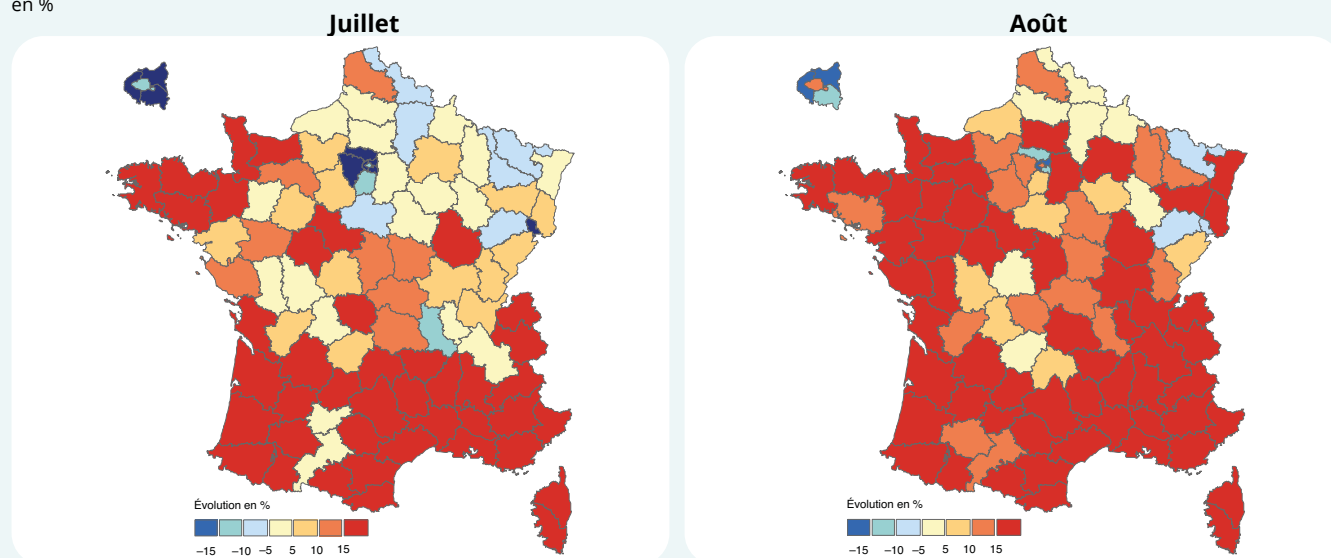 en %
Juillet
Août
Évolution en %
–15 –10 –5 5 10 15
Évolution en %
–15 –10 –5 5 10 15